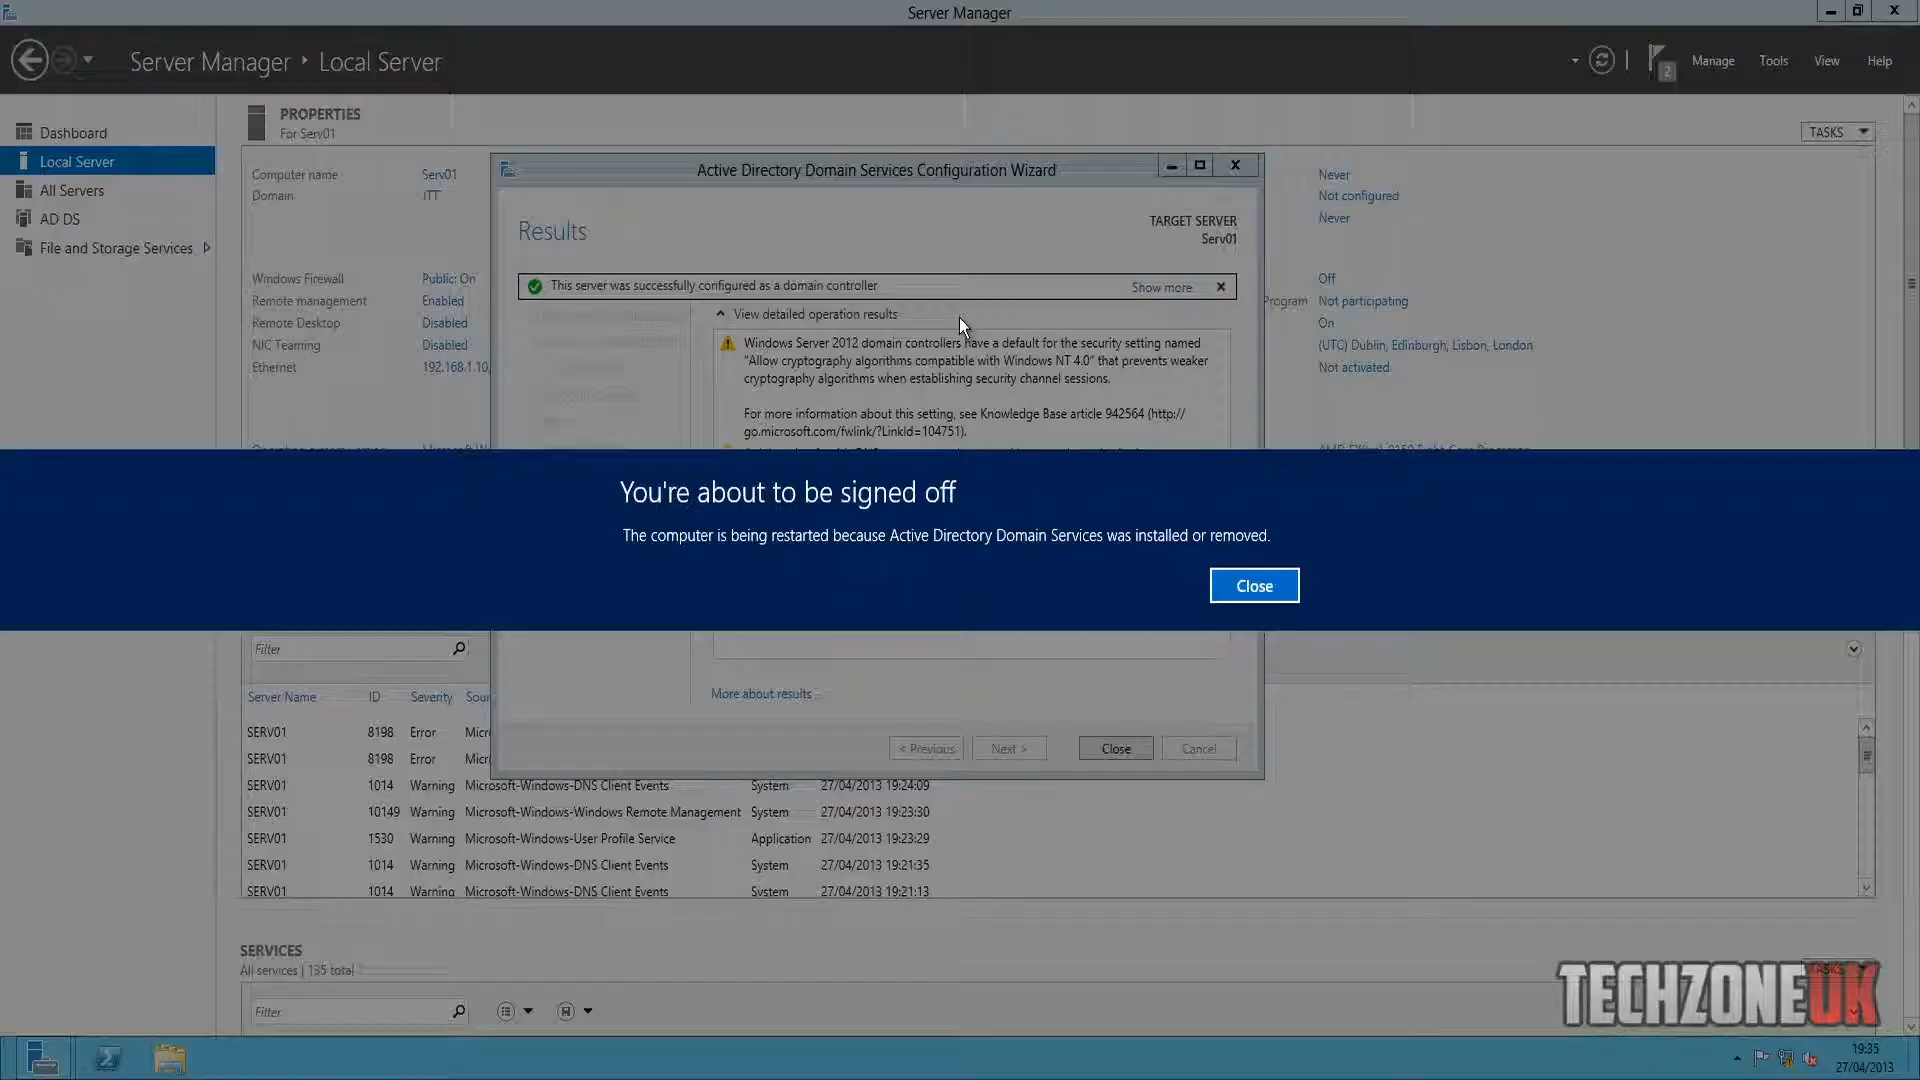 Server Manager
Server Manager ‣ Local Server
2
Manage
Tools
View
Help
Dashboard
Local Server
All Servers
AD DS
File and Storage Services
PROPERTIES
For Serv01
TASKS
Computer name
Serv01
Domain
ITT
Windows Firewall
Public: On
Remote management
Enabled
Remote Desktop
Disabled
NIC Teaming
Disabled
Ethernet
192.168.1.10,
Never
Not configured
Never
Off
Program
Not participating
On
(UTC) Dublin, Edinburgh, Lisbon, London
Not activated
Active Directory Domain Services Configuration Wizard
Results
TARGET SERVER
Serv01
This server was successfully configured as a domain controller
Show more
View detailed operation results
Windows Server 2012 domain controllers have a default for the security setting named
"Allow cryptography algorithms compatible with Windows NT 4.0" that prevents weaker
cryptography algorithms when establishing security channel sessions.
For more information about this setting, see Knowledge Base article 942564 (http://
go.microsoft.com/fwlink/?LinkId=104751).
You're about to be signed off
The computer is being restarted because Active Directory Domain Services was installed or removed.
Close
More about results
< Previous
Next >
Close
Cancel
Filter
Server Name ID Severity Sour
SERV01 8198 Error Micr
SERV01 8198 Error Micr
SERV01 1014 Warning Microsoft-Windows-DNS Client Events System 27/04/2013 19:24:09
SERV01 10149 Warning Microsoft-Windows-Windows Remote Management System 27/04/2013 19:23:30
SERV01 1530 Warning Microsoft-Windows-User Profile Service Application 27/04/2013 19:23:29
SERV01 1014 Warning Microsoft-Windows-DNS Client Events System 27/04/2013 19:21:35
SERV01 1014 Warning Microsoft-Windows-DNS Client Events System 27/04/2013 19:21:13
SERVICES
All services | 135 total
TASKS
Filter
TECHZONEUK
19:35
27/04/2013